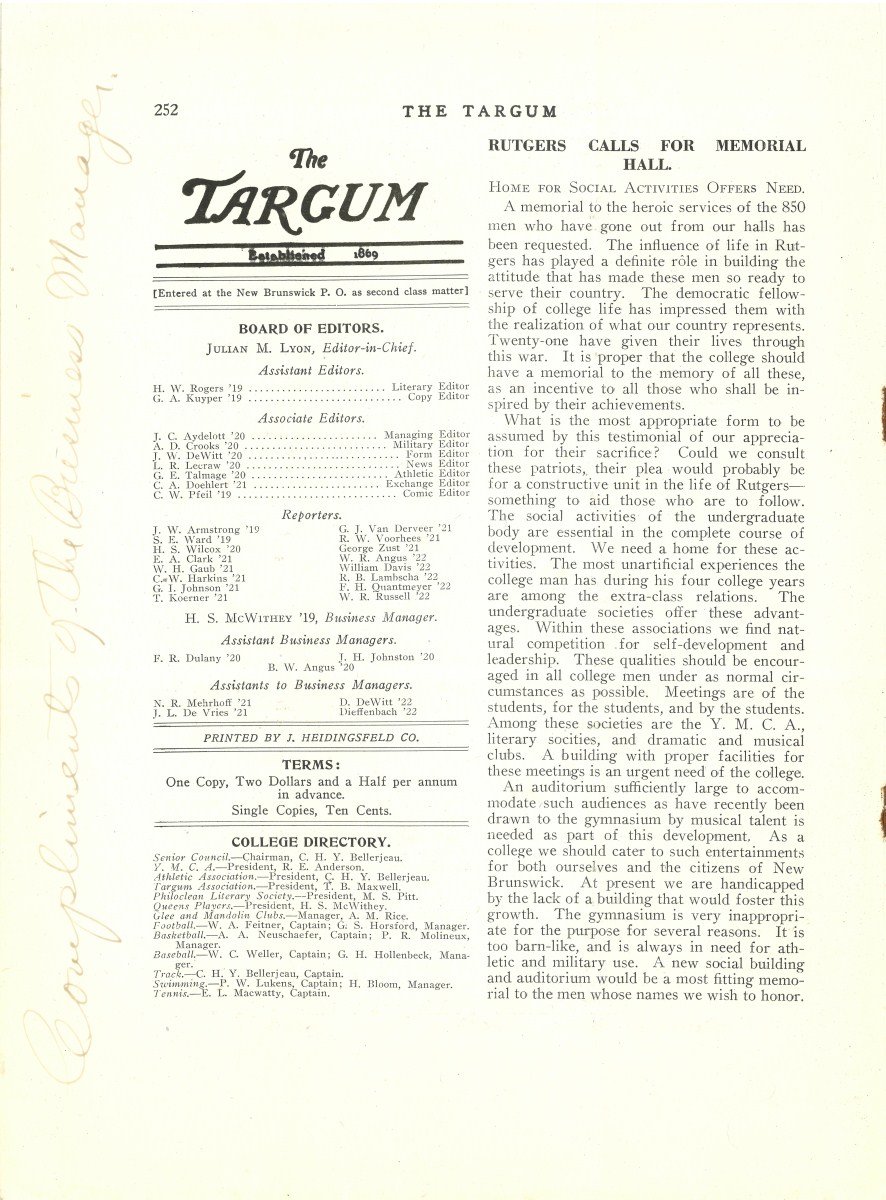 Compliments of The Business Manager.
252
THE TARGUM
The
TARGUM
Established 1869
[Entered at the New Brunswick P. O. as second class matter]
BOARD OF EDITORS.
JULIAN M. LYON, Editor-in-Chief.
Assistant Editors.
H. W. Rogers '19 ........................ Literary Editor
G. A. Kuyper '19 ........................... Copy Editor
Associate Editors.
J. C. Aydelott '20 ...................... Managing Editor
A. D. Crooks '20 ......................... Military Editor
J. W. DeWitt '20 ........................... Form Editor
L. R. Lecraw '20 ........................... News Editor
G. E. Talmage '20 ........................ Athletic Editor
C. A. Doehlert '21 ....................... Exchange Editor
C. W. Pfeil '19 ............................ Comic Editor
Reporters.
J. W. Armstrong '19
S. E. Ward '19
H. S. Wilcox '20
E. A. Clark '21
W. H. Gaub '21
C. W. Harkins '21
G. I. Johnson '21
T. Koerner '21
G. J. Van Derveer '21
R. W. Voorhees '21
George Zust '21
W. R. Angus '22
William Davis '22
R. B. Lambscha '22
F. H. Quantmeyer '22
W. R. Russell '22
H. S. MCWITHEY '19, Business Manager.
Assistant Business Managers.
F. R. Dulany '20 J. H. Johnston '20
B. W. Angus '20
Assistants to Business Managers.
N. R. Mehrhoff '21 D. DeWitt '22
J. L. De Vries '21 Dieffenbach '22
PRINTED BY J. HEIDINGSFELD CO.
TERMS:
One Copy, Two Dollars and a Half per annum
in advance.
Single Copies, Ten Cents.
COLLEGE DIRECTORY.
Senior Council.—Chairman, C. H. Y. Bellerjeau.
Y. M. C. A.—President, R. E. Anderson.
Athletic Association.—President, C. H. Y. Bellerjeau.
Targum Association.—President, T. B. Maxwell.
Philoclean Literary Society.—President, M. S. Pitt.
Queens Players.—President, H. S. McWithey.
Glee and Mandolin Clubs.—Manager, A. M. Rice.
Football.—W. A. Feitner, Captain; G. S. Horsford, Manager.
Basketball.—A. A. Neuschaefer, Captain; P. R. Molineux,
Manager.
Baseball.—W. C. Weller, Captain; G. H. Hollenbeck, Mana-
ger.
Track.—C. H. Y. Bellerjeau, Captain.
Swimming.—P. W. Lukens, Captain; H. Bloom, Manager.
Tennis.—E. L. Macwatty, Captain.
RUTGERS CALLS FOR MEMORIAL
HALL.
HOME FOR SOCIAL ACTIVITIES OFFERS NEED.
A memorial to the heroic services of the 850
men who have gone out from our halls has
been requested. The influence of life in Rut-
gers has played a definite rôle in building the
attitude that has made these men so ready to
serve their country. The democratic fellow-
ship of college life has impressed them with
the realization of what our country represents.
Twenty-one have given their lives through
this war. It is proper that the college should
have a memorial to the memory of all these,
as an incentive to all those who shall be in-
spired by their achievements.
What is the most appropriate form to be
assumed by this testimonial of our apprecia-
tion for their sacrifice? Could we consult
these patriots, their plea would probably be
for a constructive unit in the life of Rutgers—
something to aid those who are to follow.
The social activities of the undergraduate
body are essential in the complete course of
development. We need a home for these ac-
tivities. The most unartificial experiences the
college man has during his four college years
are among the extra-class relations. The
undergraduate societies offer these advant-
ages. Within these associations we find nat-
ural competition for self-development and
leadership. These qualities should be encour-
aged in all college men under as normal cir-
cumstances as possible. Meetings are of the
students, for the students, and by the students.
Among these societies are the Y. M. C. A.,
literary socities, and dramatic and musical
clubs. A building with proper facilities for
these meetings is an urgent need of the college.
An auditorium sufficiently large to accom-
modate such audiences as have recently been
drawn to the gymnasium by musical talent is
needed as part of this development. As a
college we should cater to such entertainments
for both ourselves and the citizens of New
Brunswick. At present we are handicapped
by the lack of a building that would foster this
growth. The gymnasium is very inappropri-
ate for the purpose for several reasons. It is
too barn-like, and is always in need for ath-
letic and military use. A new social building
and auditorium would be a most fitting memo-
rial to the men whose names we wish to honor.